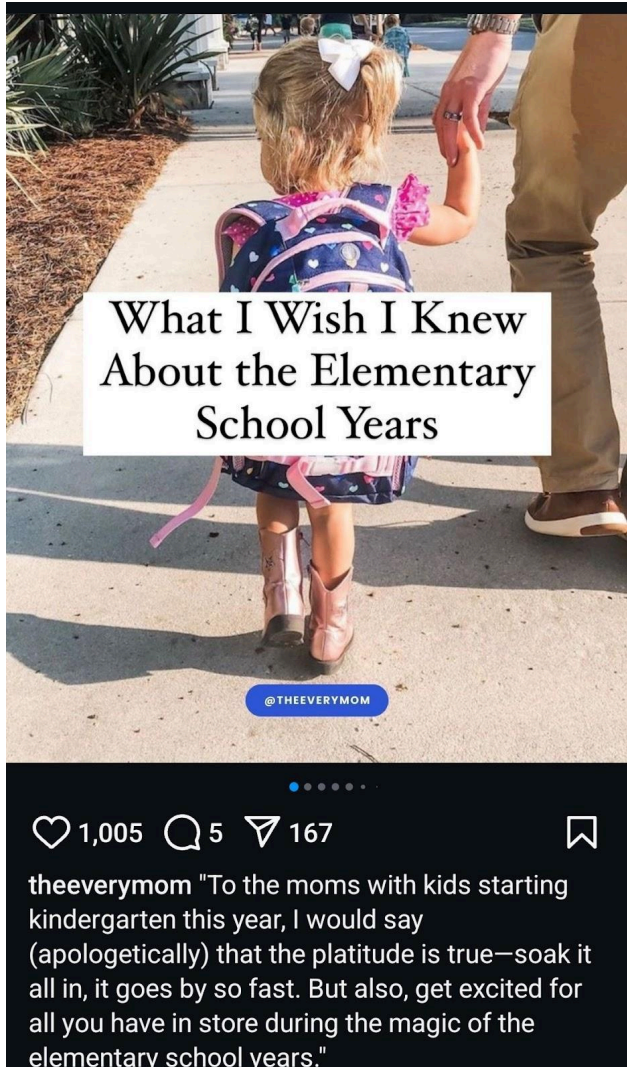 What I Wish I Knew
About the Elementary
School Years
@THEEVERYMOM
1,005 5 167
theeverymom "To the moms with kids starting
kindergarten this year, I would say
(apologetically) that the platitude is true—soak it
all in, it goes by so fast. But also, get excited for
all you have in store during the magic of the
elementary school years."